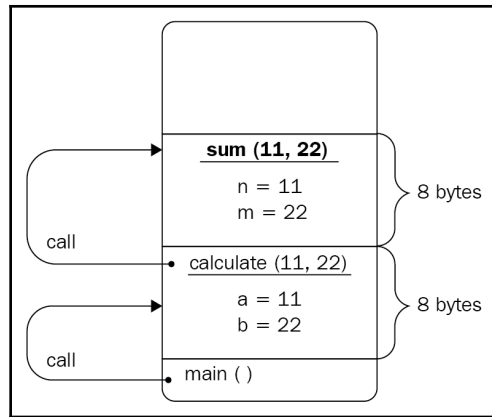 sum (11, 22)
n = 11
m = 22
8 bytes
call
calculate (11, 22)
a = 11
b = 22
8 bytes
call
main ( )